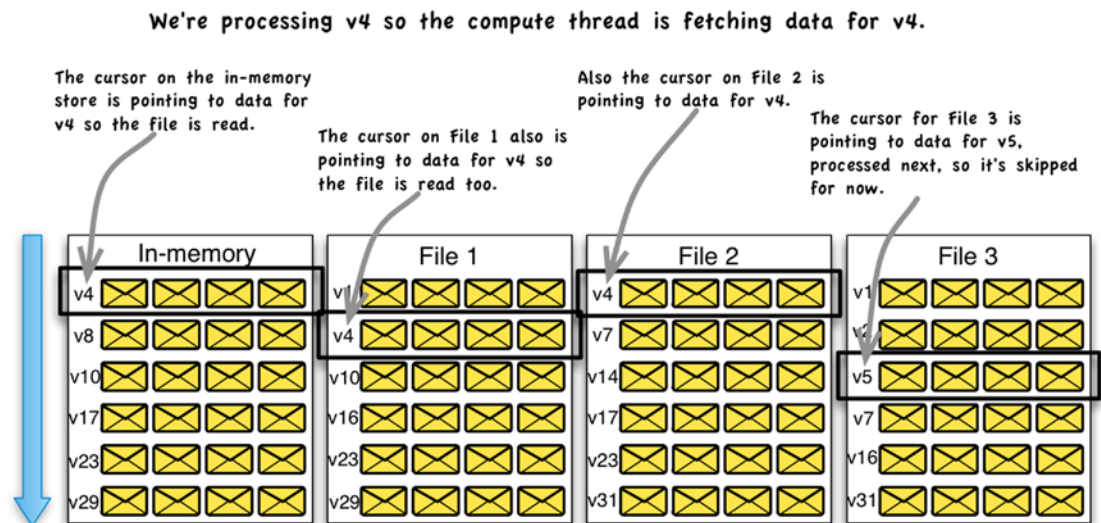 We're processing v4 so the compute thread is fetching data for v4.
The cursor on the in-memory
store is pointing to data for
v4 so the file is read.
The cursor on File 1 also is
pointing to data for v4 so
the file is read too.
Also the cursor on File 2 is
pointing to data for v4.
The cursor for File 3 is
pointing to data for v5,
processed next, so it's skipped
for now.
In-memory
v4
v8
v10
v17
v23
v29
File 1
v1
v4
v10
v16
v23
v29
File 2
v4
v7
v14
v17
v23
v31
File 3
v1
v2
v5
v7
v16
v31